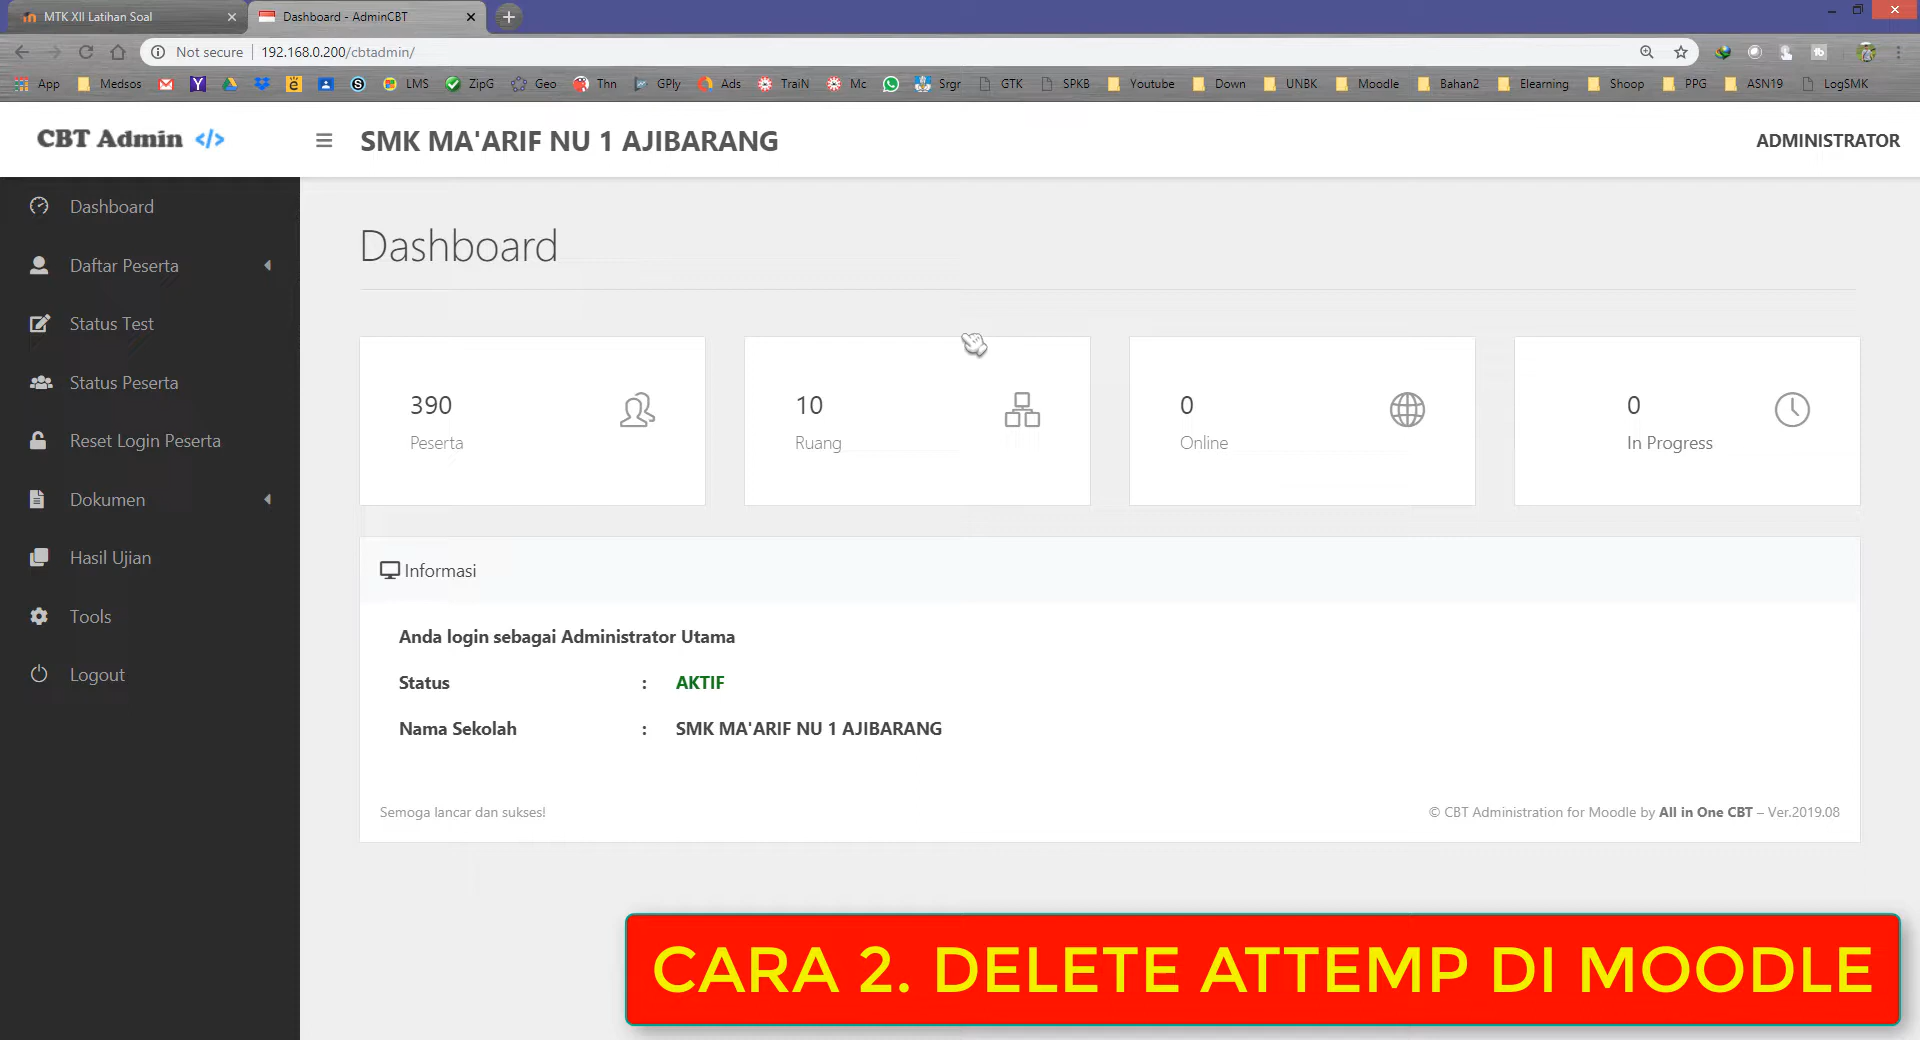 MTK XII Latihan Soal
Dashboard - AdminCBT
Not secure
192.168.0.200/cbtadmin/
App Medsos LMS ZipG Geo Thn GPly Ads TraiN Mc Srgr GTK SPKB Youtube Down UNBK Moodle Bahan2 Elearning Shoop PPG ASN19 LogSMK
CBT Admin </>
SMK MA'ARIF NU 1 AJIBARANG
ADMINISTRATOR
Dashboard
Daftar Peserta
Status Test
Status Peserta
Reset Login Peserta
Dokumen
Hasil Ujian
Tools
Logout
Dashboard
390
Peserta
10
Ruang
0
Online
0
In Progress
Informasi
Anda login sebagai Administrator Utama
Status : AKTIF
Nama Sekolah : SMK MA'ARIF NU 1 AJIBARANG
Semoga lancar dan sukses!
© CBT Administration for Moodle by All in One CBT – Ver.2019.08
CARA 2. DELETE ATTEMP DI MOODLE